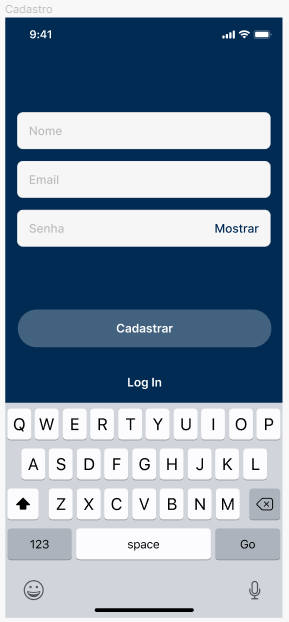 Cadastro
9:41
Nome
Email
Senha Mostrar
Cadastrar
Log In
Q W E R T Y U I O P
A S D F G H J K L
Z X C V B N M
123 space Go